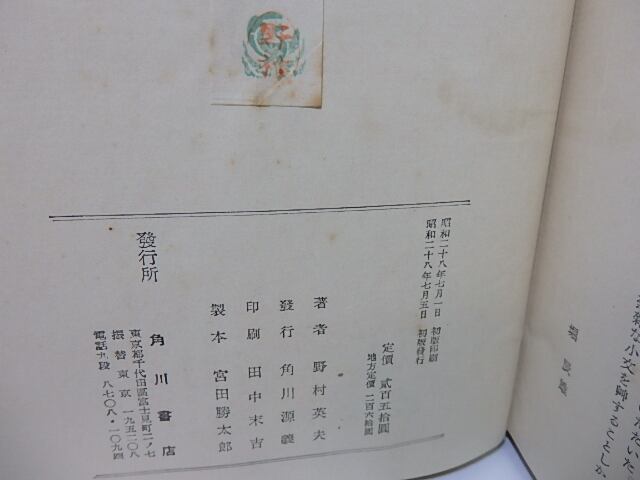 昭和二十八年七月一日 初版印刷
昭和二十八年七月五日 初版發行
定價 貳百五拾圓
地方定價 二百六拾圓
著者 野村英夫
發行 角川源義
印刷 田中末吉
製本 宮田勝太郎
發行所
角川書店
東京都千代田區富士見町二ノ七
振替東京一九五二〇八
電話九段 八七〇八・一〇九四